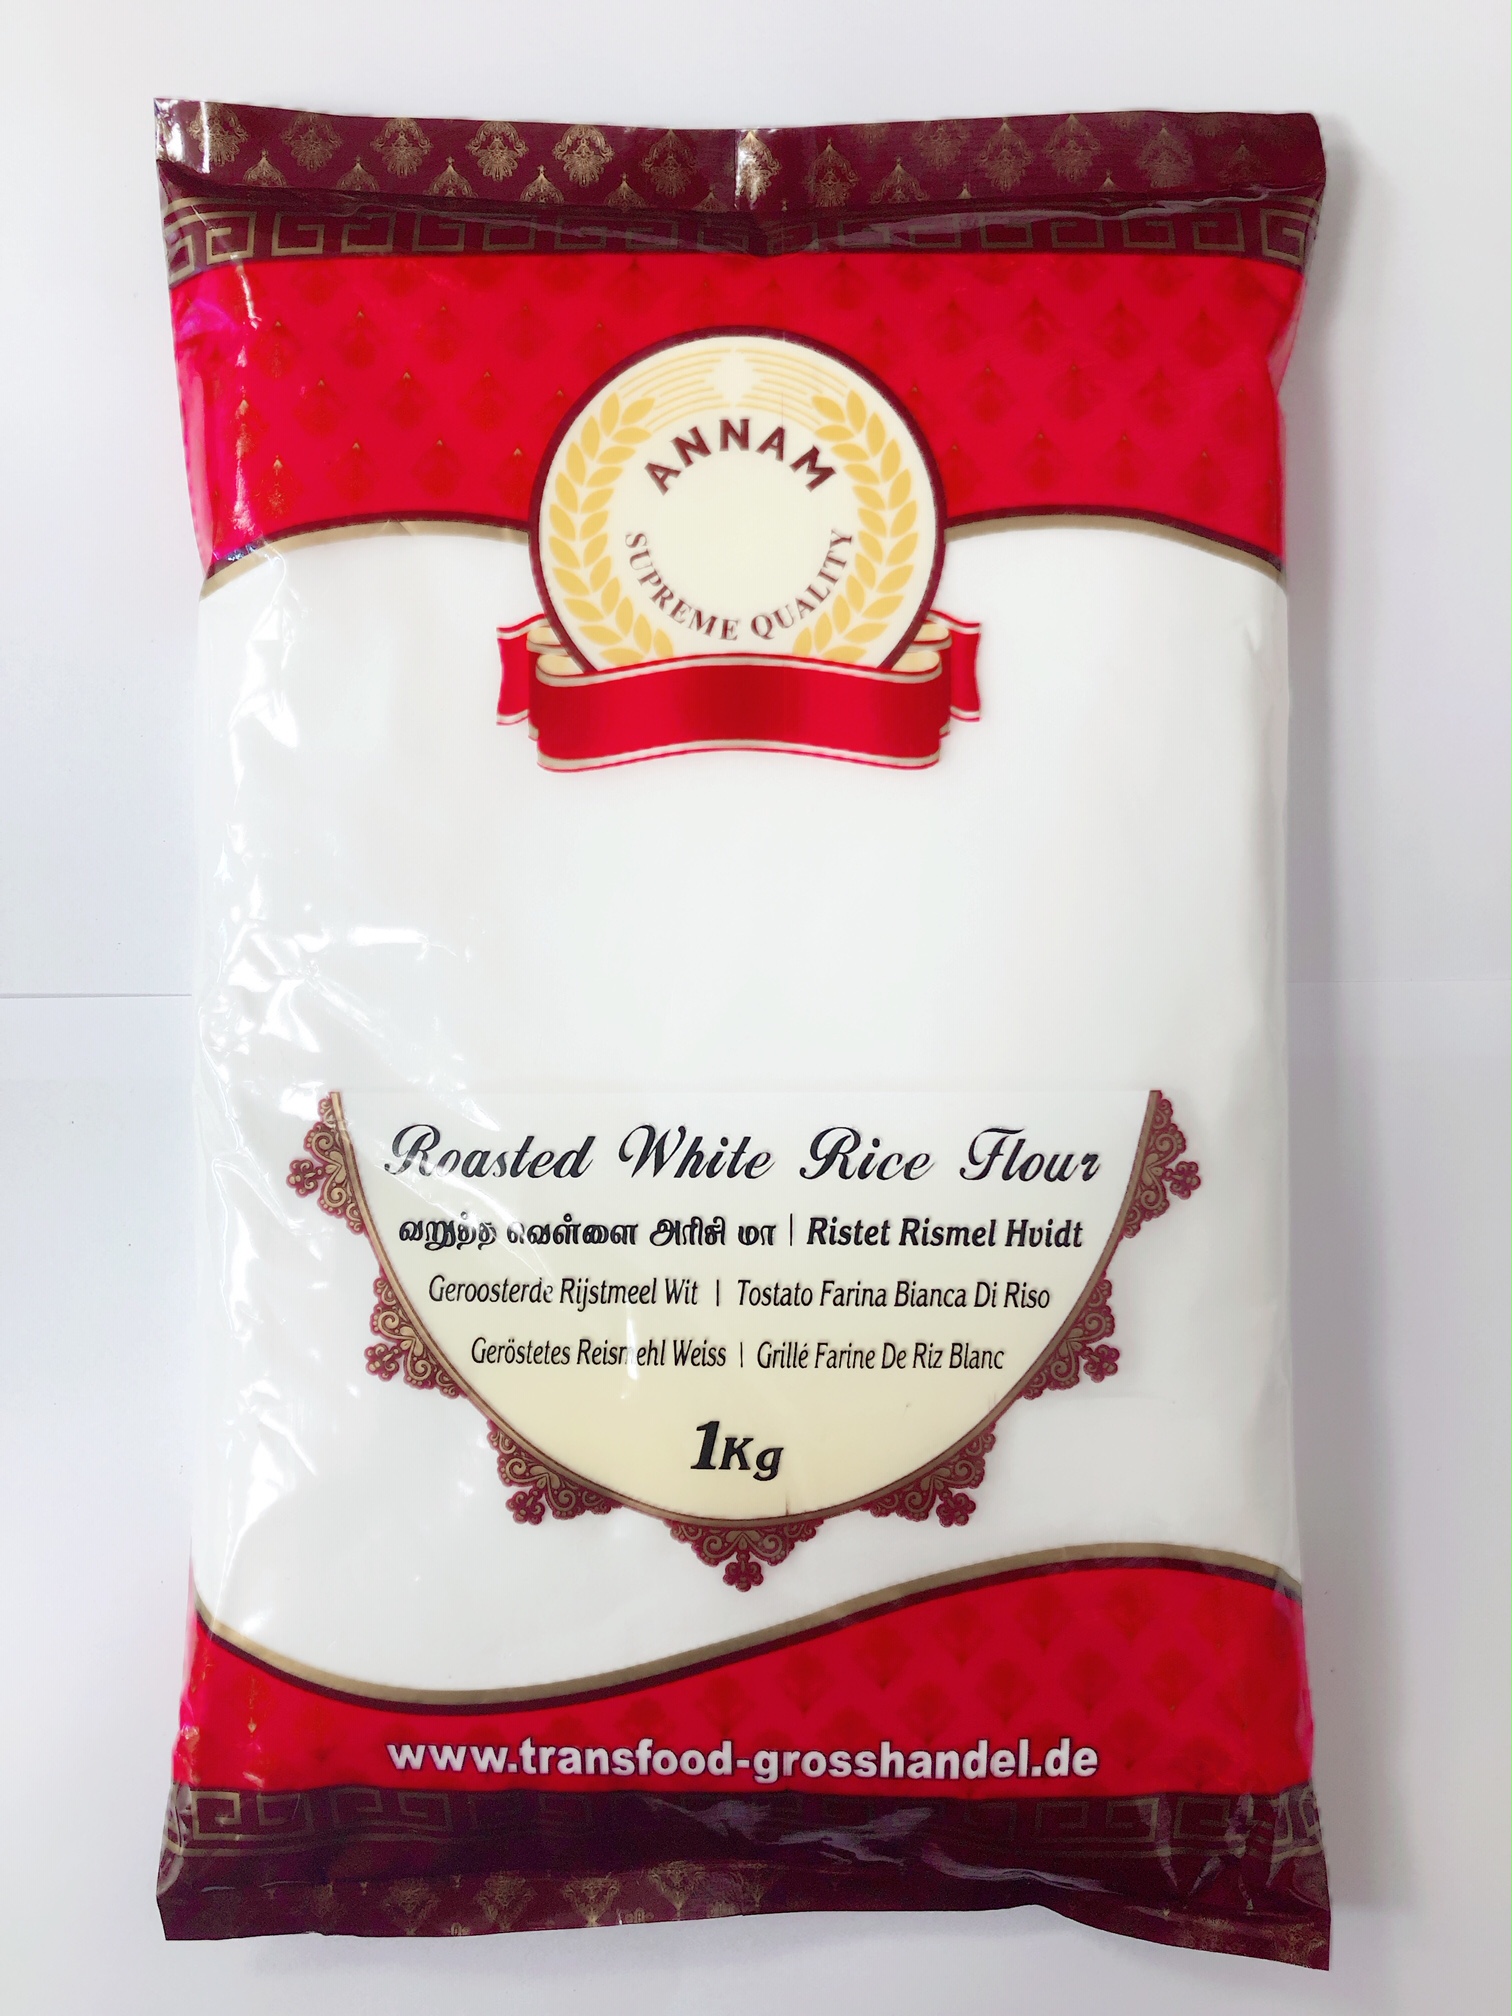 ANNAM
SUPREME QUALITY
Roasted White Rice Flour
வறுத்த வெள்ளை அரிசி மா | Ristet Rismel Hvidt
Geroosterde Rijstmeel Wit | Tostato Farina Bianca Di Riso
Geröstetes Reismehl Weiss | Grillé Farine De Riz Blanc
1Kg
www.transfood-grosshandel.de